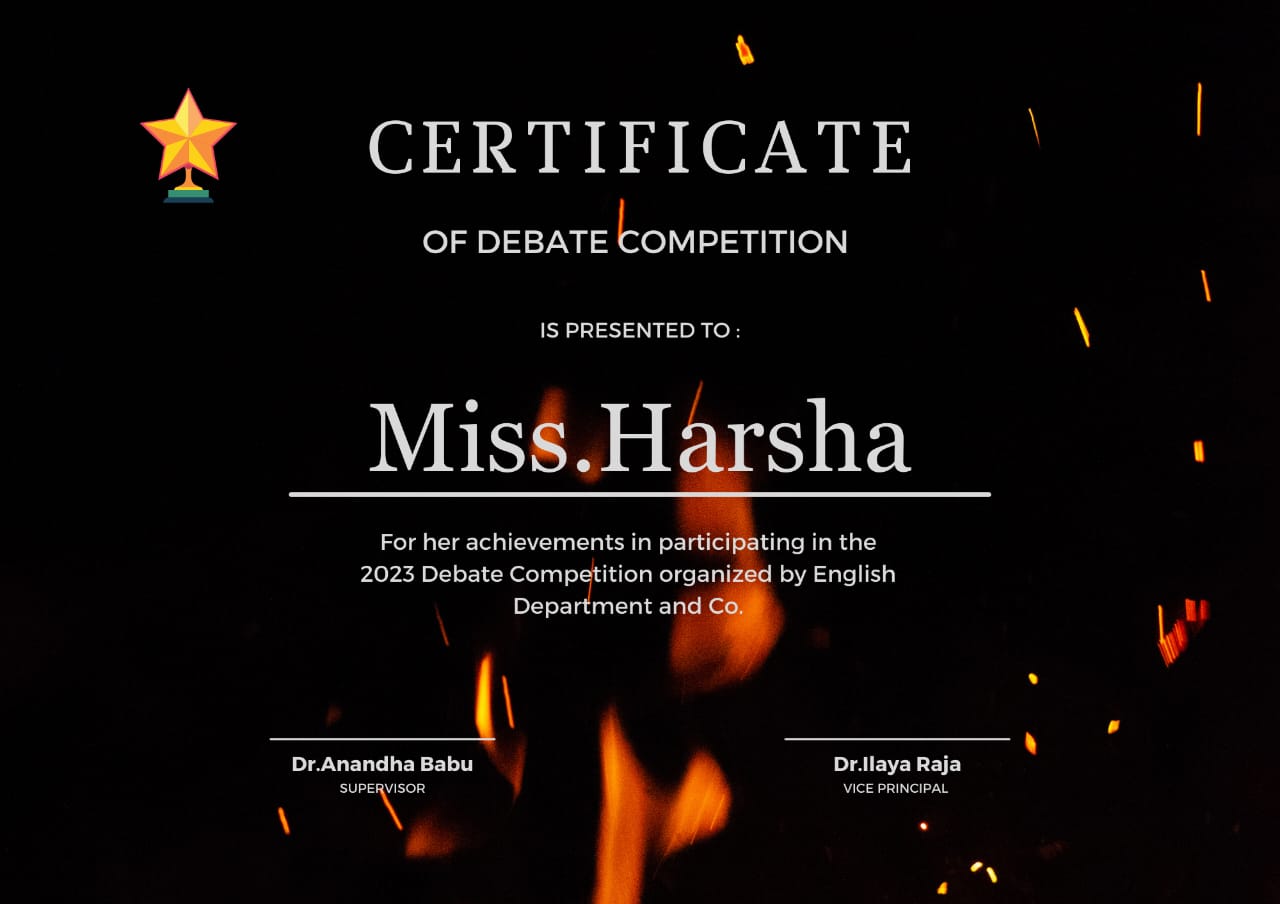 CERTIFICATE
OF DEBATE COMPETITION
IS PRESENTED TO :
Miss.Harsha
For her achievements in participating in the
2023 Debate Competition organized by English
Department and Co.
Dr.Anandha Babu
SUPERVISOR
Dr.Ilaya Raja
VICE PRINCIPAL